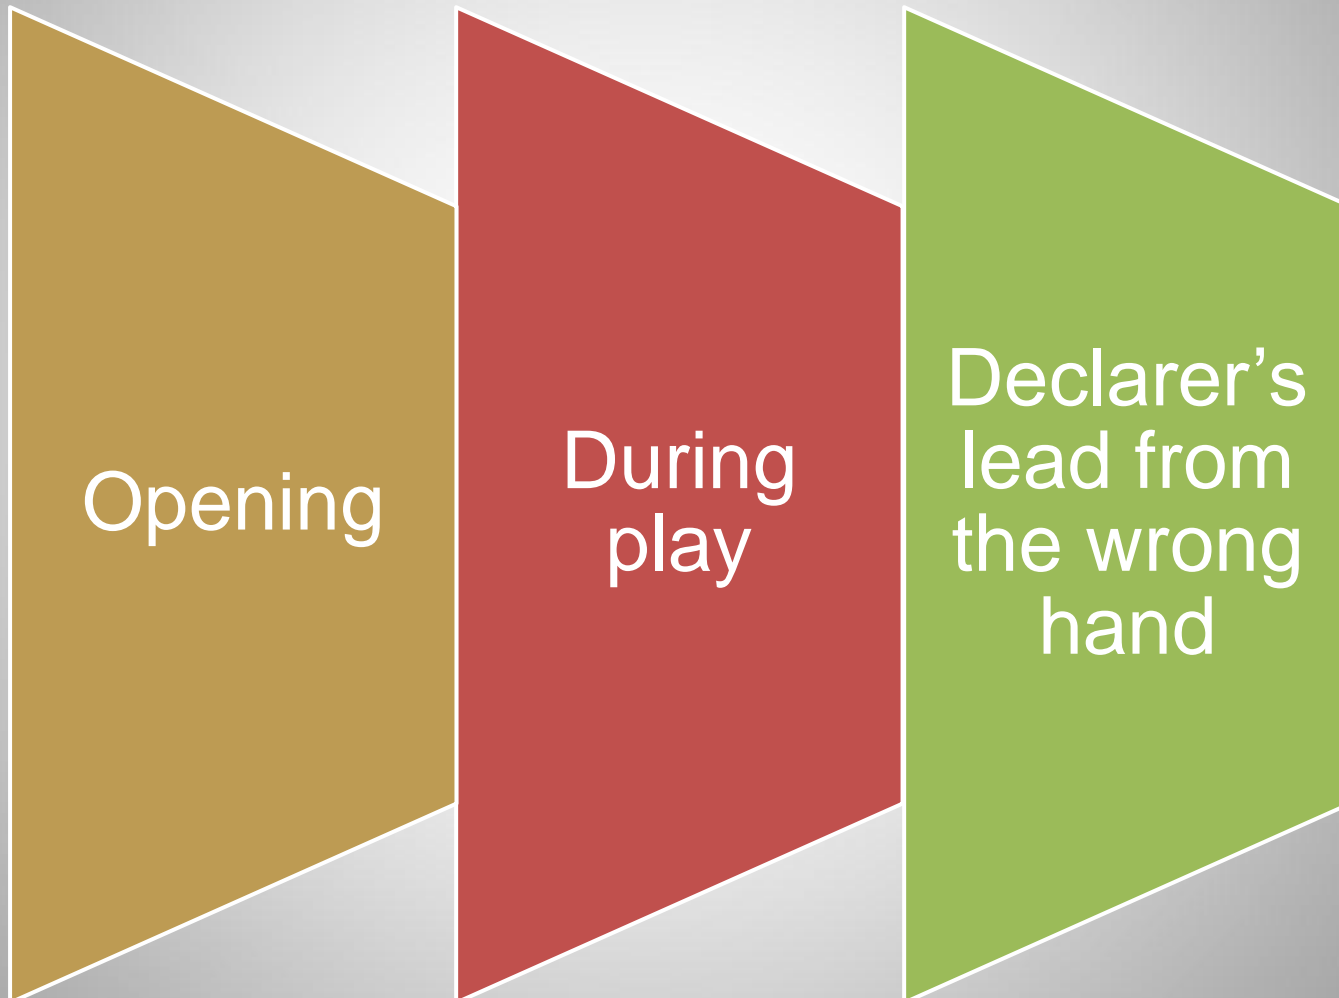 Opening
During
play
Declarer’s
lead from
the wrong
hand